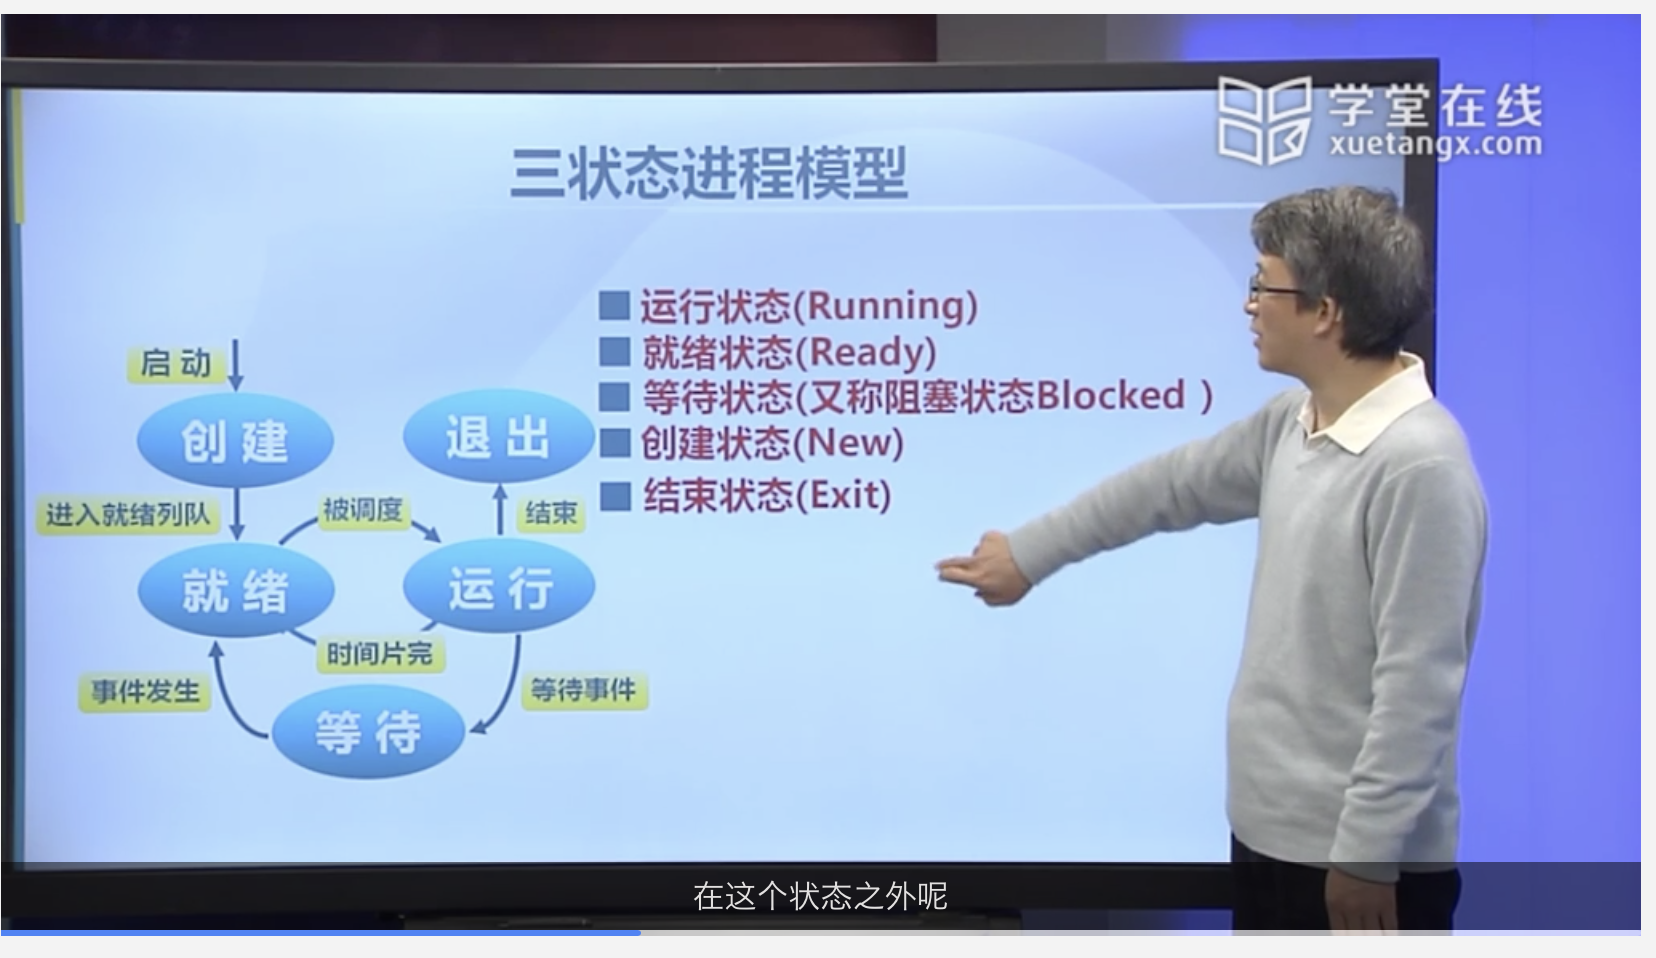 学堂在线
xuetangx.com
三状态进程模型
运行状态(Running)
就绪状态(Ready)
等待状态(又称阻塞状态Blocked )
创建状态(New)
结束状态(Exit)
启 动
创 建
退 出
进入就绪列队
被调度
结束
就 绪
运 行
时间片完
事件发生
等待事件
等 待
在这个状态之外呢